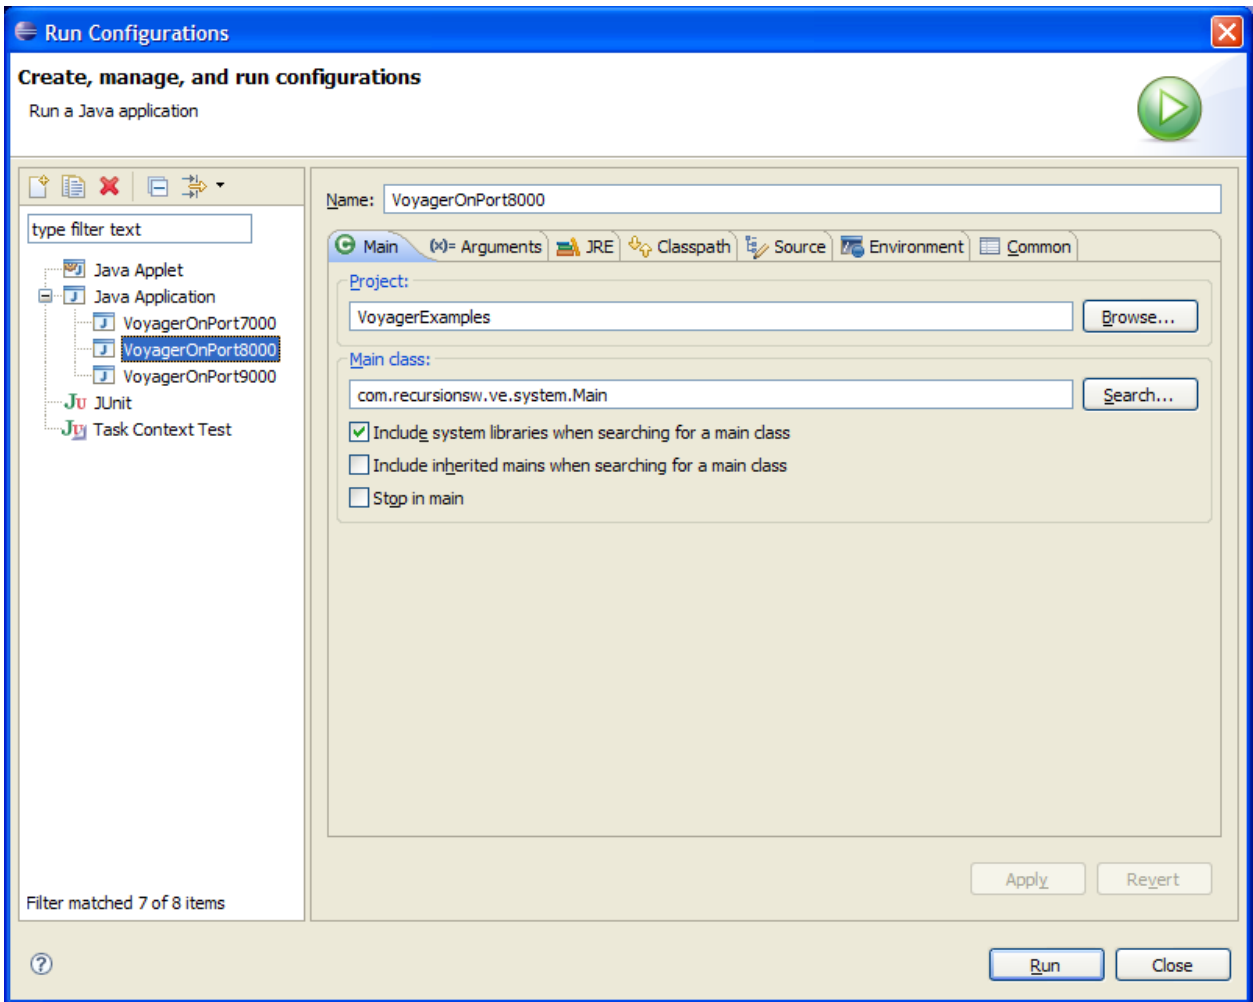 Run Configurations
Create, manage, and run configurations
Run a Java application
type filter text
Java Applet
Java Application
VoyagerOnPort7000
VoyagerOnPort8000
VoyagerOnPort9000
JUnit
Task Context Test
Filter matched 7 of 8 items
Name: VoyagerOnPort8000
Main (x)= Arguments JRE Classpath Source Environment Common
Project:
VoyagerExamples Browse...
Main class:
com.recursionsw.ve.system.Main Search...
Include system libraries when searching for a main class
Include inherited mains when searching for a main class
Stop in main
Apply Revert
Run Close